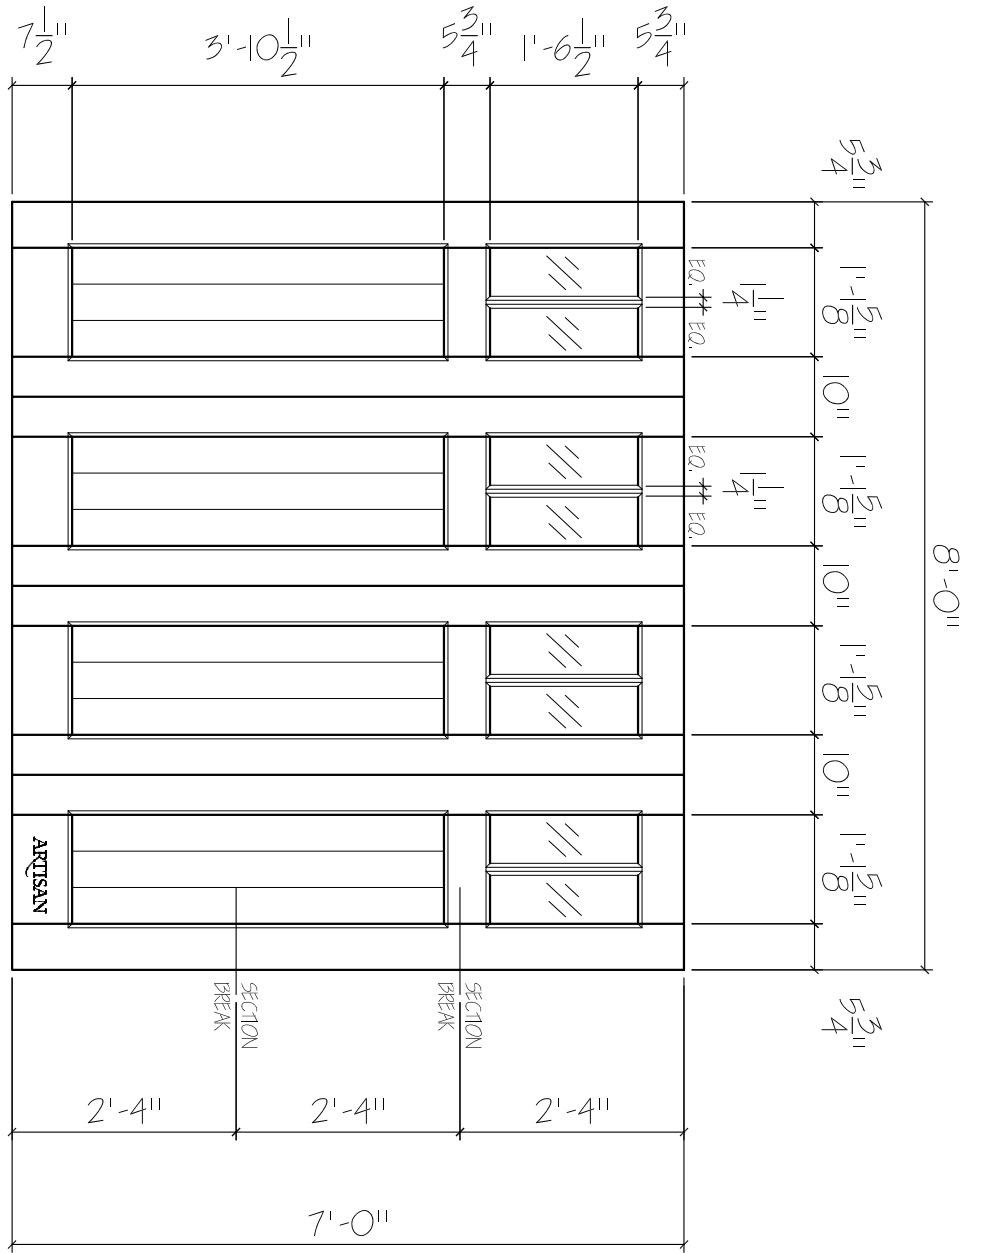 7 1/2"
3'-10 1/2"
5 3/4"
1'-6 1/2"
5 3/4"
5 3/4"
1'-1 5/8"
10"
1'-1 5/8"
10"
1'-1 5/8"
10"
1'-1 5/8"
5 3/4"
8'-0"
EQ.
1 1/4"
EQ.
EQ.
1 1/4"
EQ.
ARTISAN
SECTION
BREAK
SECTION
BREAK
2'-4"
2'-4"
2'-4"
7'-0"